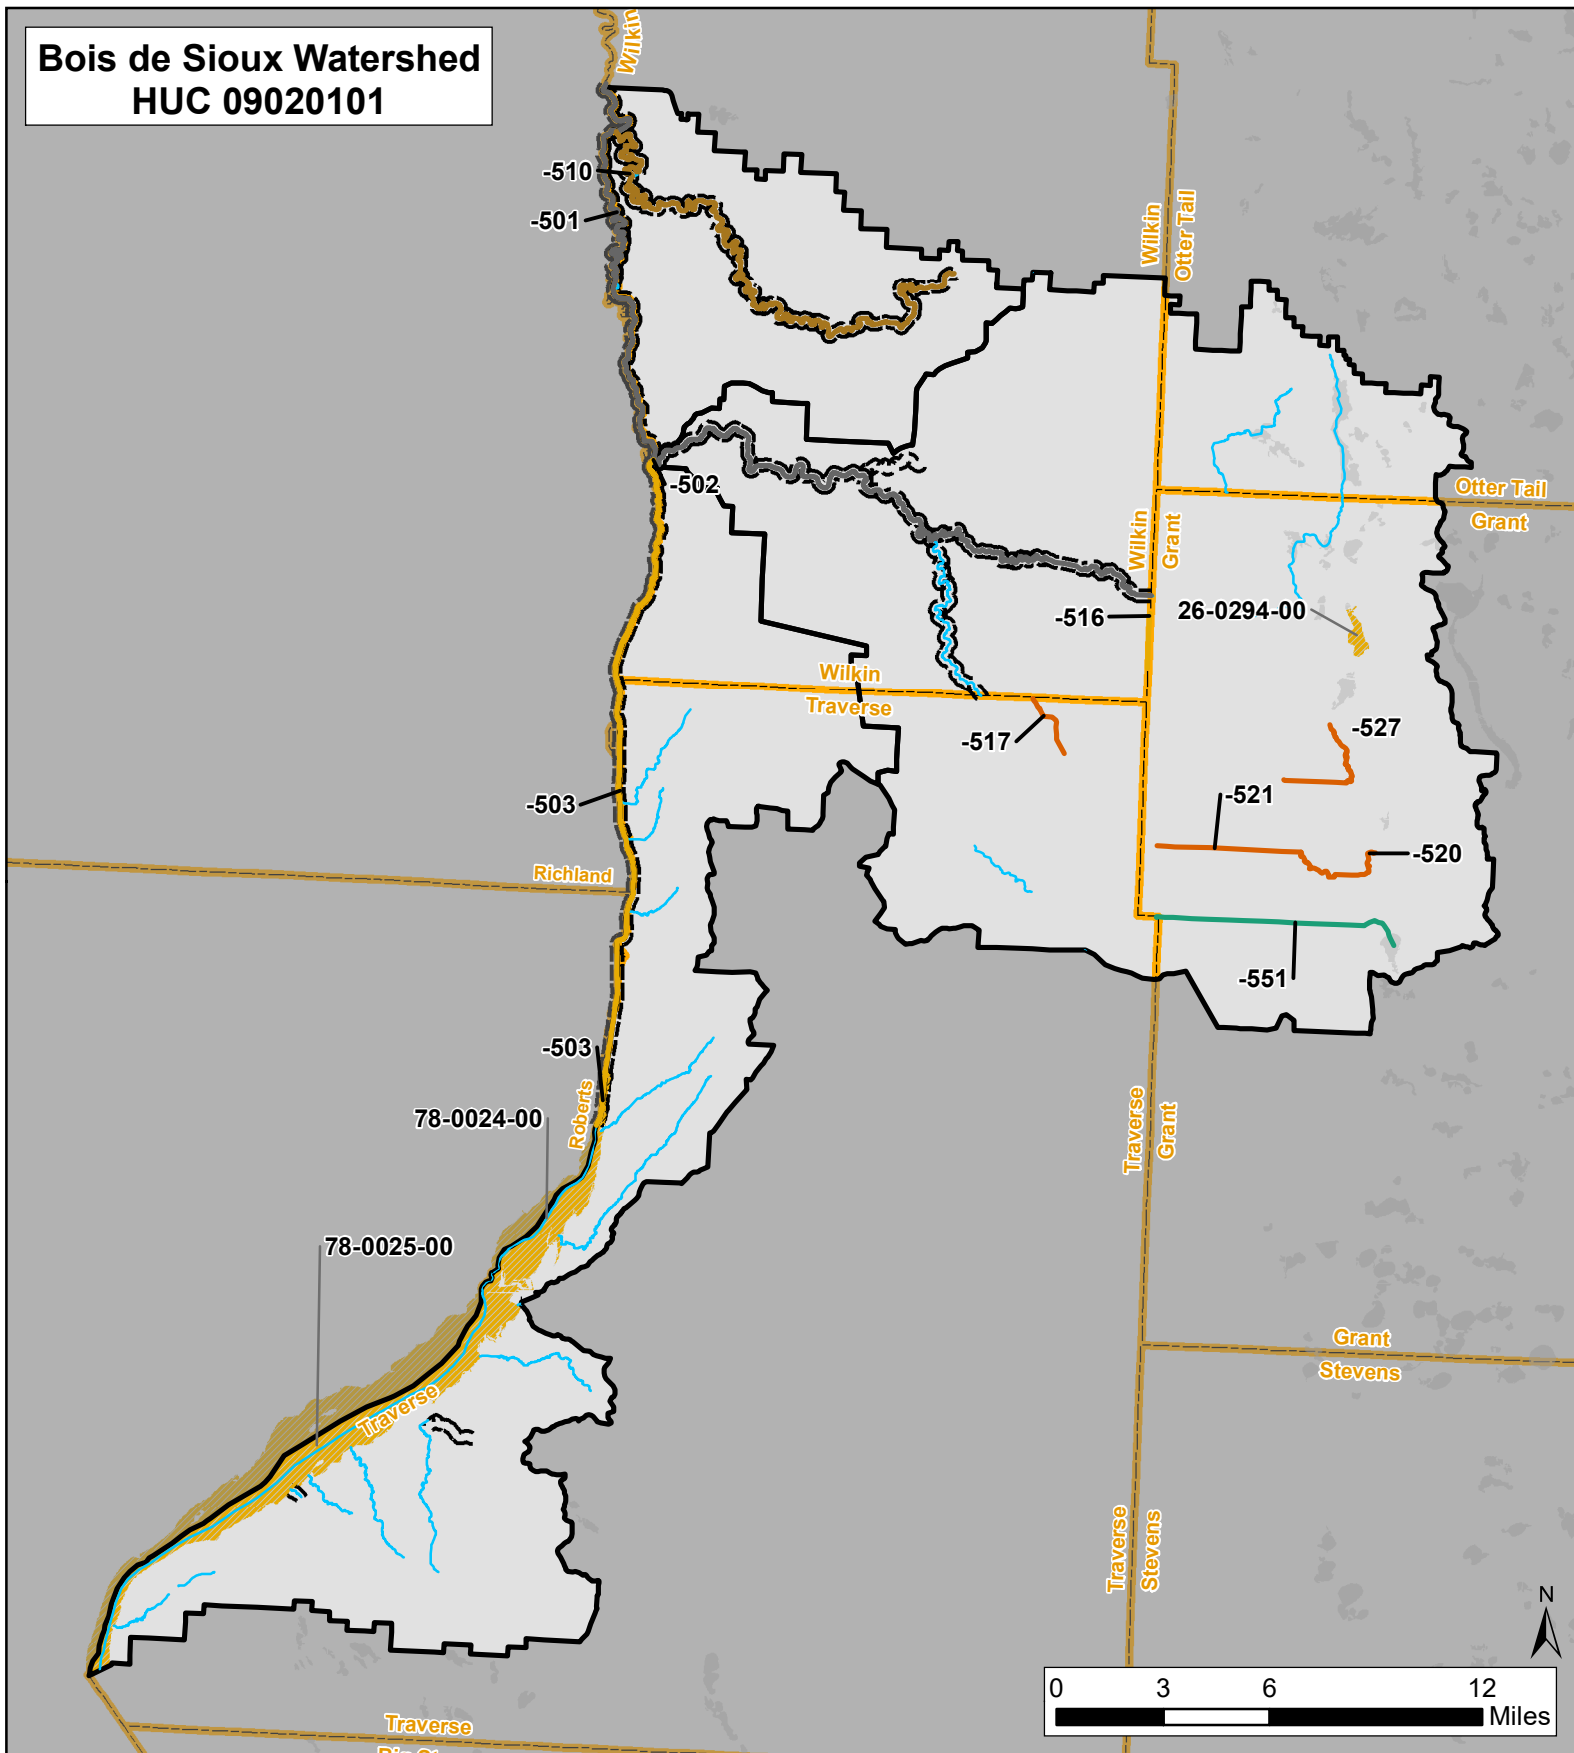 Bois de Sioux Watershed
HUC 09020101
Wilkin
-510
-501
Wilkin
Otter Tail
-502
Otter Tail
Grant
Wilkin
Grant
-516
26-0294-00
Wilkin
Traverse
-517
-527
-503
-521
-520
Richland
-551
-503
Roberts
78-0024-00
Traverse
Grant
78-0025-00
Grant
Stevens
Traverse
Traverse
Stevens
N
0 3 6 12
Miles
Traverse